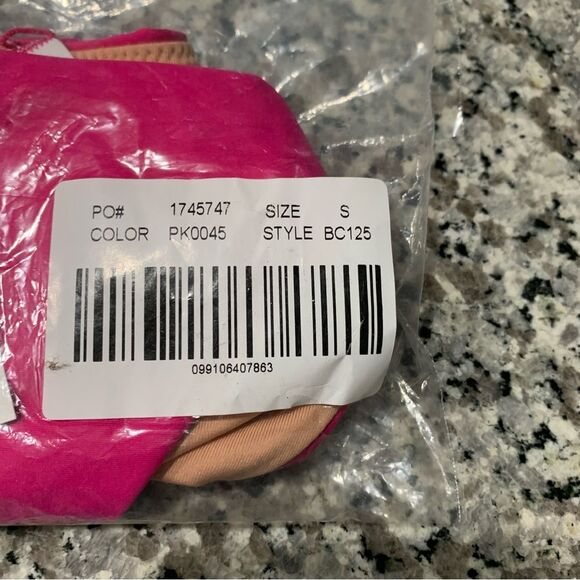 PO# 1745747 SIZE S
COLOR PK0045 STYLE BC125
099106407863